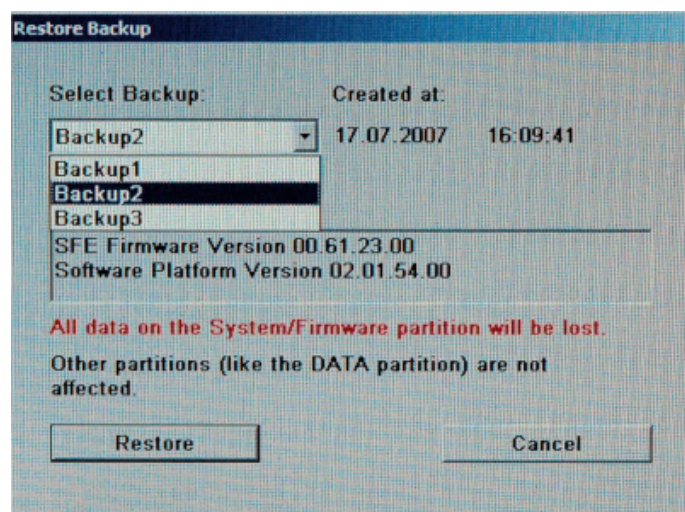 Restore Backup
Select Backup: Created at:
Backup2 17.07.2007 16:09:41
Backup1
Backup2
Backup3
SFE Firmware Version 00.61.23.00
Software Platform Version 02.01.54.00
All data on the System/Firmware partition will be lost.
Other partitions (like the DATA partition) are not
affected.
Restore Cancel